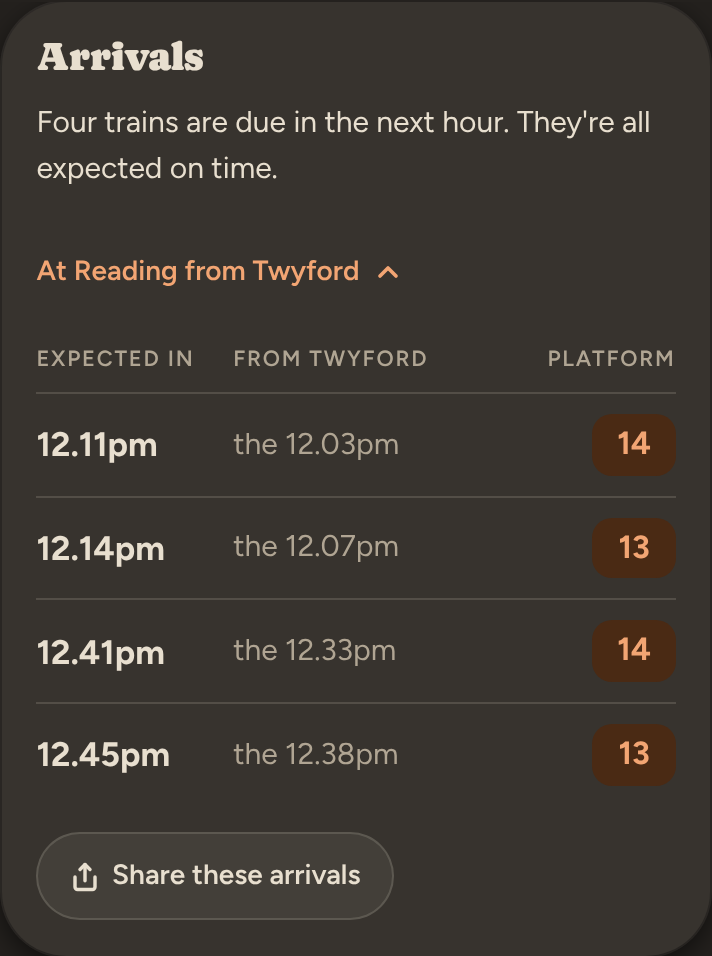 Arrivals
Four trains are due in the next hour. They're all
expected on time.
At Reading from Twyford
EXPECTED IN FROM TWYFORD PLATFORM
12.11pm the 12.03pm 14
12.14pm the 12.07pm 13
12.41pm the 12.33pm 14
12.45pm the 12.38pm 13
Share these arrivals